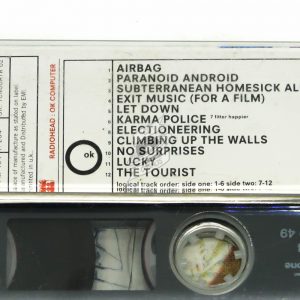 RADIOHEAD : OK COMPUTER
ok
1 AIRBAG
2 PARANOID ANDROID
3 SUBTERRANEAN HOMESICK AL
4 EXIT MUSIC (FOR A FILM)
5 LET DOWN
6 KARMA POLICE 7 fitter happier
8 ELECTIONEERING
9 CLIMBING UP THE WALLS
10 NO SURPRISES
11 LUCKY
12 THE TOURIST
logical track order: side one: 1-6 side two: 7-12
49
one